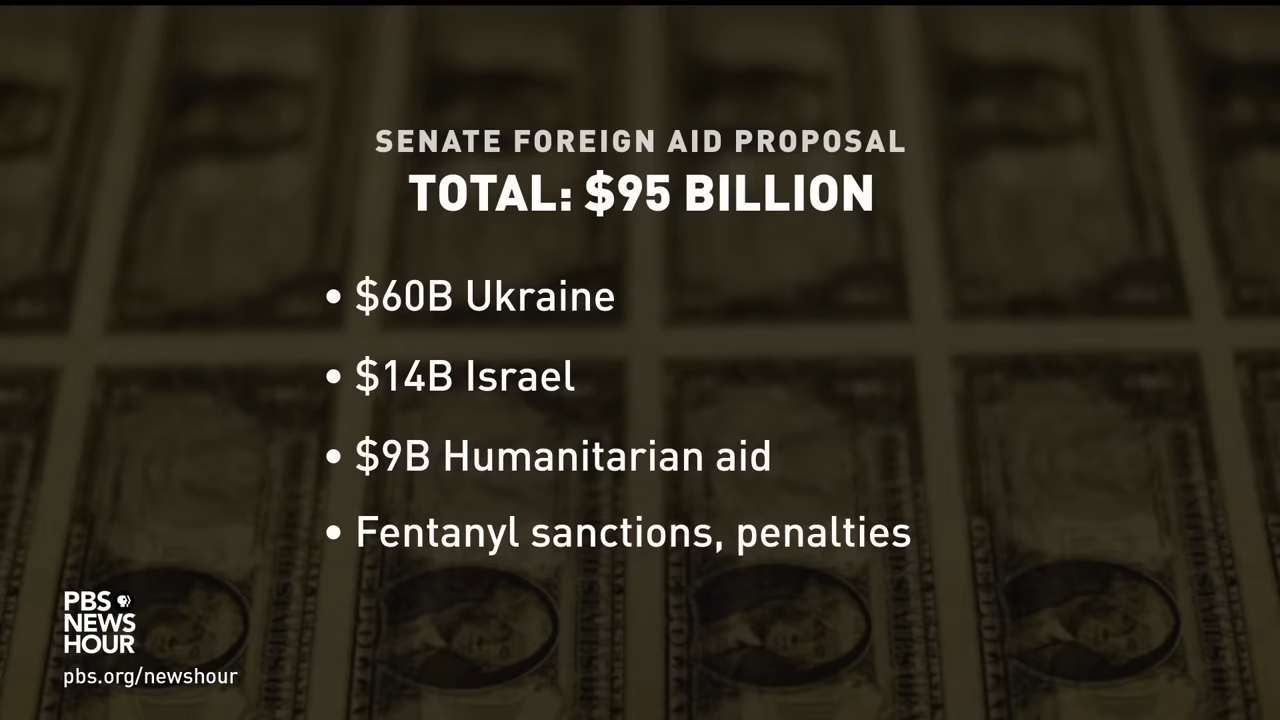 SENATE FOREIGN AID PROPOSAL
TOTAL: $95 BILLION
• $60B Ukraine
• $14B Israel
• $9B Humanitarian aid
• Fentanyl sanctions, penalties
PBS
NEWS
HOUR
pbs.org/newshour